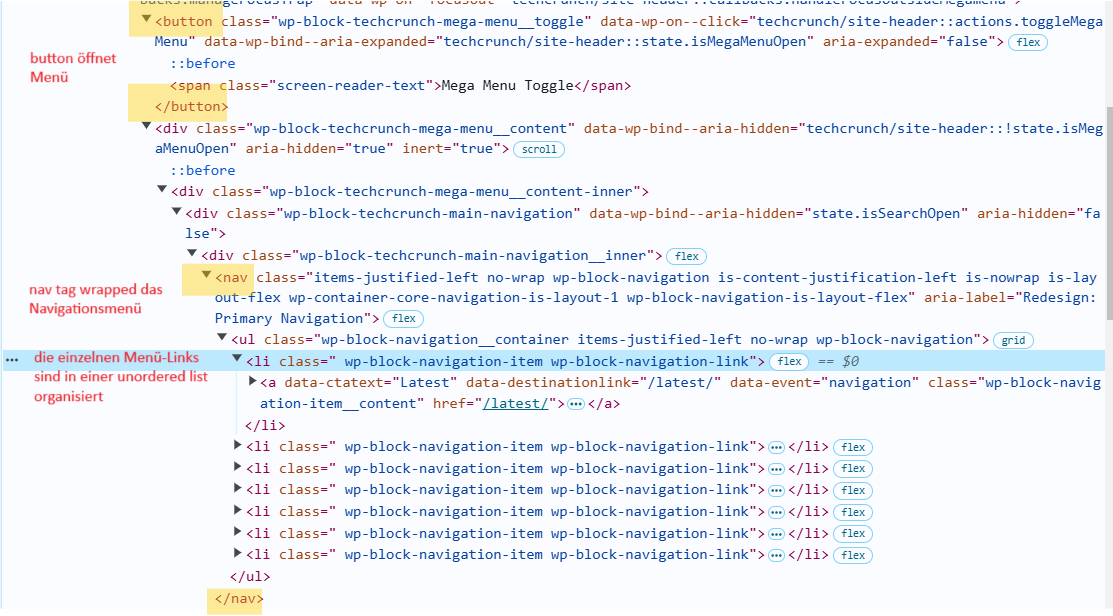 <button class="wp-block-techcrunch-mega-menu__toggle" data-wp-on--click="techcrunch/site-header::actions.toggleMega
Menu" data-wp-bind--aria-expanded="techcrunch/site-header::state.isMegaMenuOpen" aria-expanded="false"> flex
button öffnet
Menü
::before
<span class="screen-reader-text">Mega Menu Toggle</span>
</button>
<div class="wp-block-techcrunch-mega-menu__content" data-wp-bind--aria-hidden="techcrunch/site-header::!state.isMeg
aMenuOpen" aria-hidden="true" inert="true"> scroll
::before
<div class="wp-block-techcrunch-mega-menu__content-inner">
<div class="wp-block-techcrunch-main-navigation" data-wp-bind--aria-hidden="state.isSearchOpen" aria-hidden="fa
lse">
<div class="wp-block-techcrunch-main-navigation__inner"> flex
<nav class="items-justified-left no-wrap wp-block-navigation is-content-justification-left is-nowrap is-lay
out-flex wp-container-core-navigation-is-layout-1 wp-block-navigation-is-layout-flex" aria-label="Redesign:
Primary Navigation"> flex
nav tag wrapped das
Navigationsmenü
<ul class="wp-block-navigation__container items-justified-left no-wrap wp-block-navigation"> grid
... <li class=" wp-block-navigation-item wp-block-navigation-link"> flex == $0
die einzelnen Menü-Links
sind in einer unordered list
organisiert
<a data-ctatext="Latest" data-destinationlink="/latest/" data-event="navigation" class="wp-block-navig
ation-item__content" href="/latest/"> ... </a>
</li>
<li class=" wp-block-navigation-item wp-block-navigation-link"> ... </li> flex
<li class=" wp-block-navigation-item wp-block-navigation-link"> ... </li> flex
<li class=" wp-block-navigation-item wp-block-navigation-link"> ... </li> flex
<li class=" wp-block-navigation-item wp-block-navigation-link"> ... </li> flex
<li class=" wp-block-navigation-item wp-block-navigation-link"> ... </li> flex
<li class=" wp-block-navigation-item wp-block-navigation-link"> ... </li> flex
</ul>
</nav>